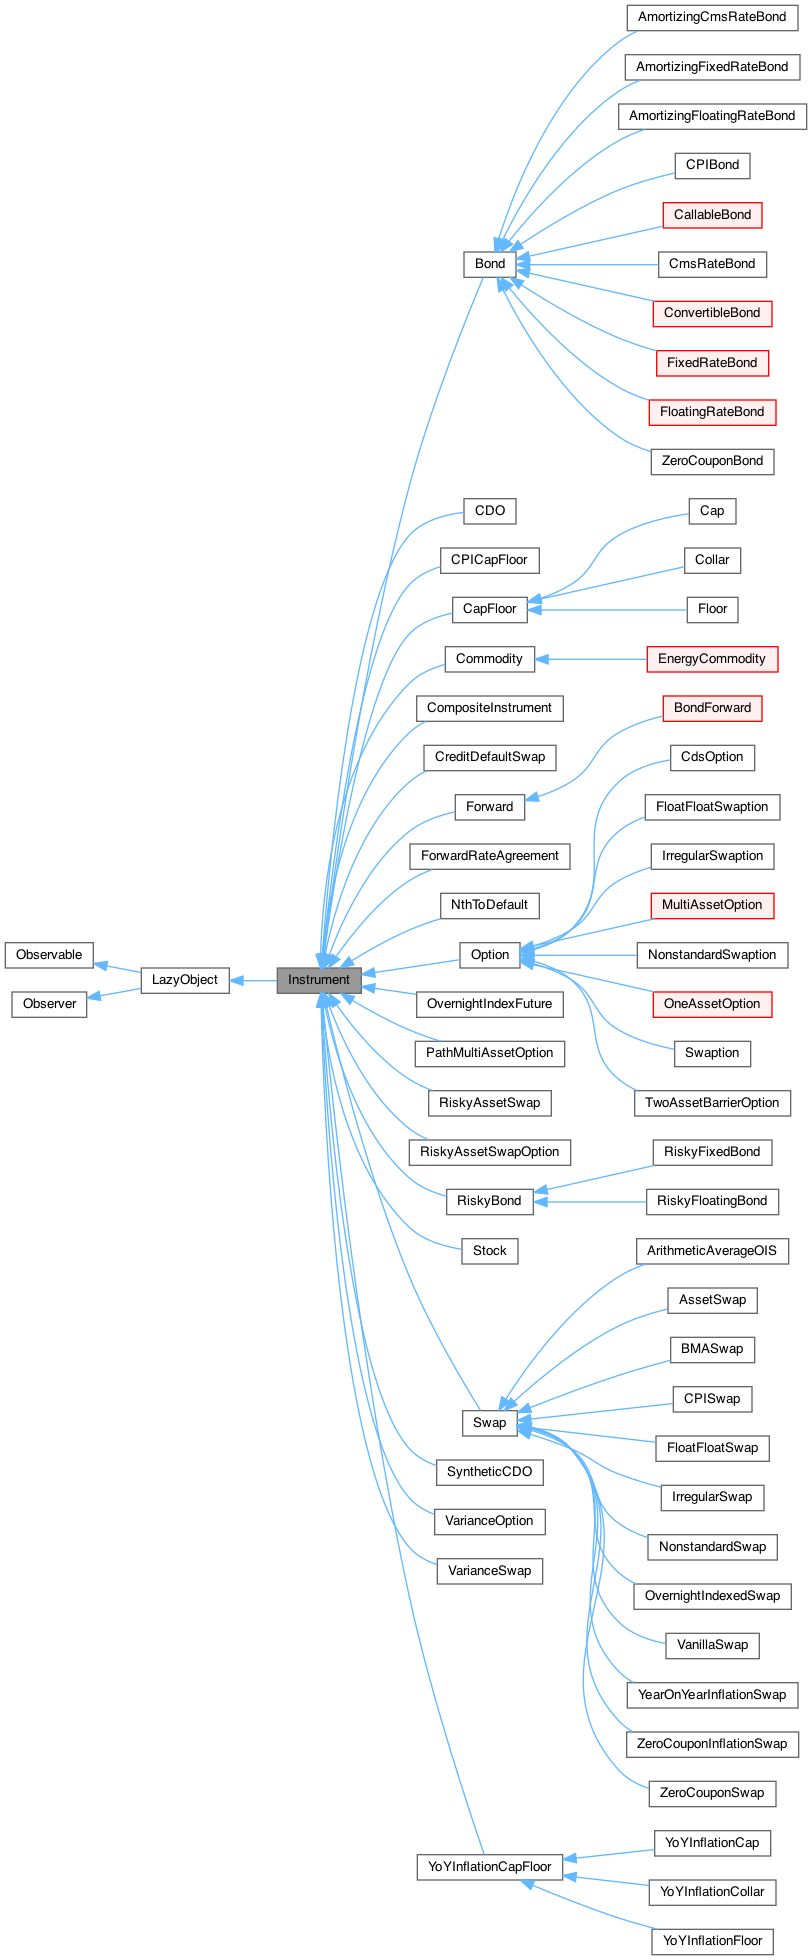 AmortizingCmsRateBond
AmortizingFixedRateBond
AmortizingFloatingRateBond
CPIBond
CallableBond
Bond
CmsRateBond
ConvertibleBond
FixedRateBond
FloatingRateBond
ZeroCouponBond
CDO
Cap
CPICapFloor
Collar
CapFloor
Floor
Commodity
EnergyCommodity
CompositeInstrument
BondForward
CreditDefaultSwap
CdsOption
Forward
FloatFloatSwaption
ForwardRateAgreement
IrregularSwaption
NthToDefault
MultiAssetOption
Observable
Option
NonstandardSwaption
LazyObject
Instrument
Observer
OvernightIndexFuture
OneAssetOption
PathMultiAssetOption
Swaption
RiskyAssetSwap
TwoAssetBarrierOption
RiskyAssetSwapOption
RiskyFixedBond
RiskyBond
RiskyFloatingBond
Stock
ArithmeticAverageOIS
AssetSwap
BMASwap
CPISwap
Swap
FloatFloatSwap
SyntheticCDO
IrregularSwap
VarianceOption
NonstandardSwap
VarianceSwap
OvernightIndexedSwap
VanillaSwap
YearOnYearInflationSwap
ZeroCouponInflationSwap
ZeroCouponSwap
YoYInflationCap
YoYInflationCapFloor
YoYInflationCollar
YoYInflationFloor